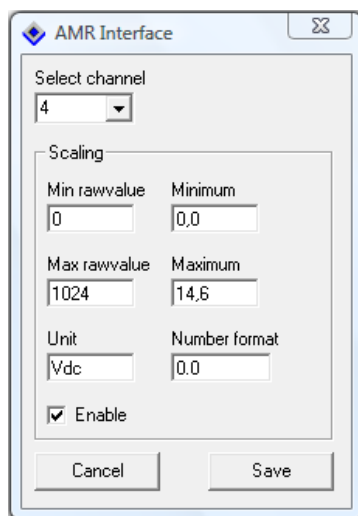 AMR Interface
Select channel
4
Scaling
Min rawvalue Minimum
0 0,0
Max rawvalue Maximum
1024 14,6
Unit Number format
Vdc 0.0
Enable
Cancel Save